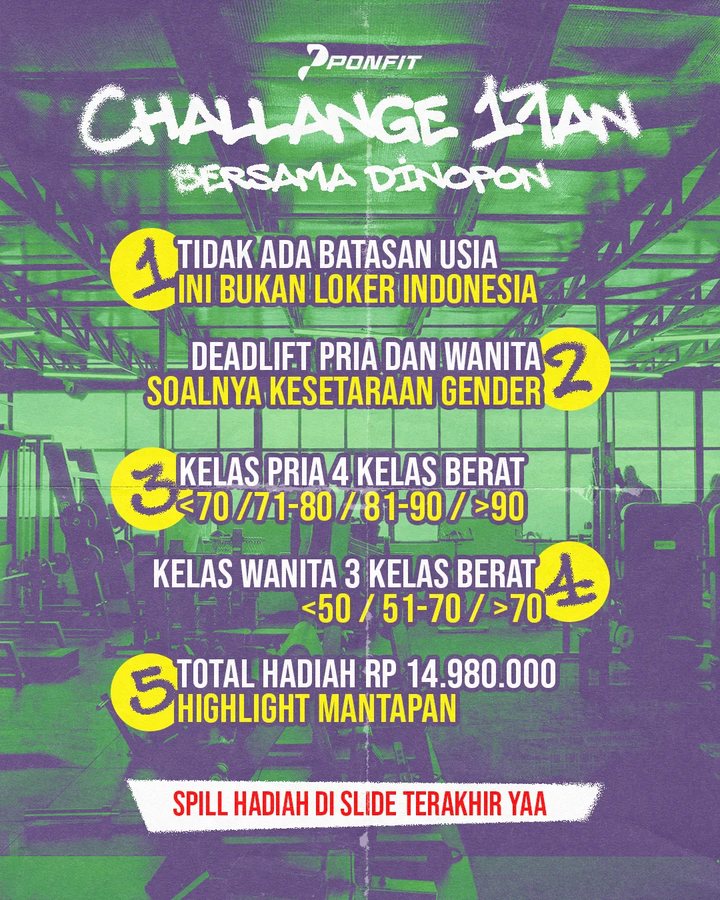 PONFIT
CHALLANGE 17AN
BERSAMA DINOPON
1
TIDAK ADA BATASAN USIA
INI BUKAN LOKER INDONESIA
2
DEADLIFT PRIA DAN WANITA
SOALNYA KESETARAAN GENDER
3
KELAS PRIA 4 KELAS BERAT
<70 /71-80 / 81-90 / >90
4
KELAS WANITA 3 KELAS BERAT
<50 / 51-70 / >70
5
TOTAL HADIAH RP 14.980.000
HIGHLIGHT MANTAPAN
SPILL HADIAH DI SLIDE TERAKHIR YAA